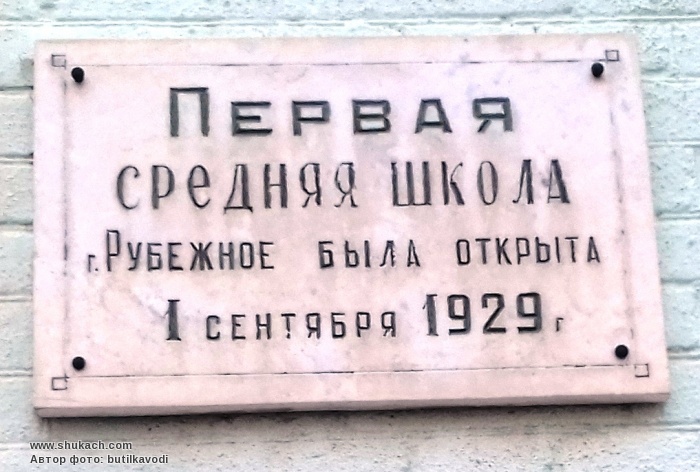 Первая
средняя школа
г. Рубежное была открыта
1 сентября 1929 г
www.shukach.com
Автор фото: butilkavodi